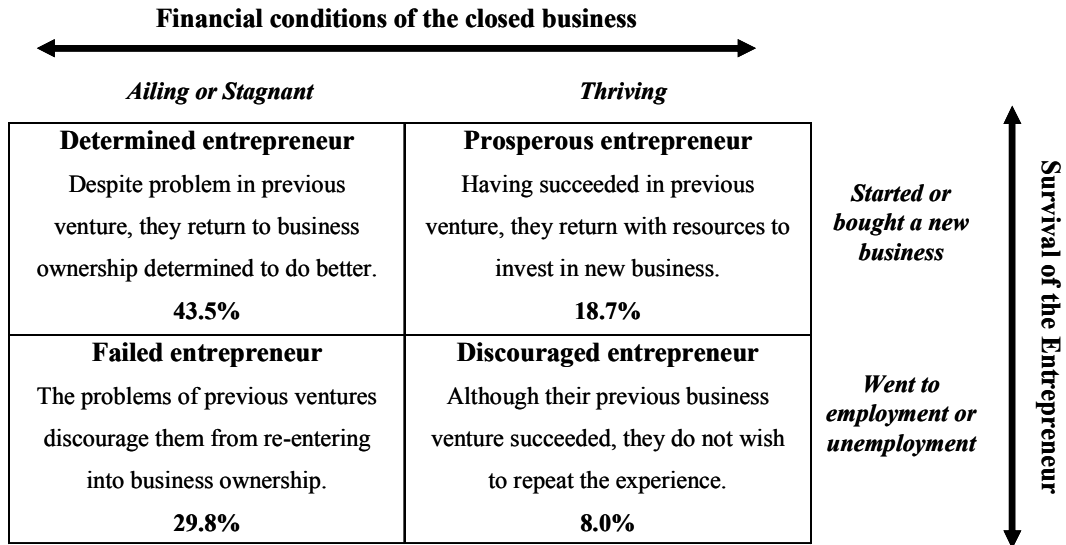 Financial conditions of the closed business
Ailing or Stagnant
Thriving
Determined entrepreneur
Despite problem in previous
venture, they return to business
ownership determined to do better.
43.5%
Prosperous entrepreneur
Having succeeded in previous
venture, they return with resources to
invest in new business.
18.7%
Started or
bought a new
business
Failed entrepreneur
The problems of previous ventures
discourage them from re-entering
into business ownership.
29.8%
Discouraged entrepreneur
Although their previous business
venture succeeded, they do not wish
to repeat the experience.
8.0%
Went to
employment or
unemployment
Survival of the Entrepreneur